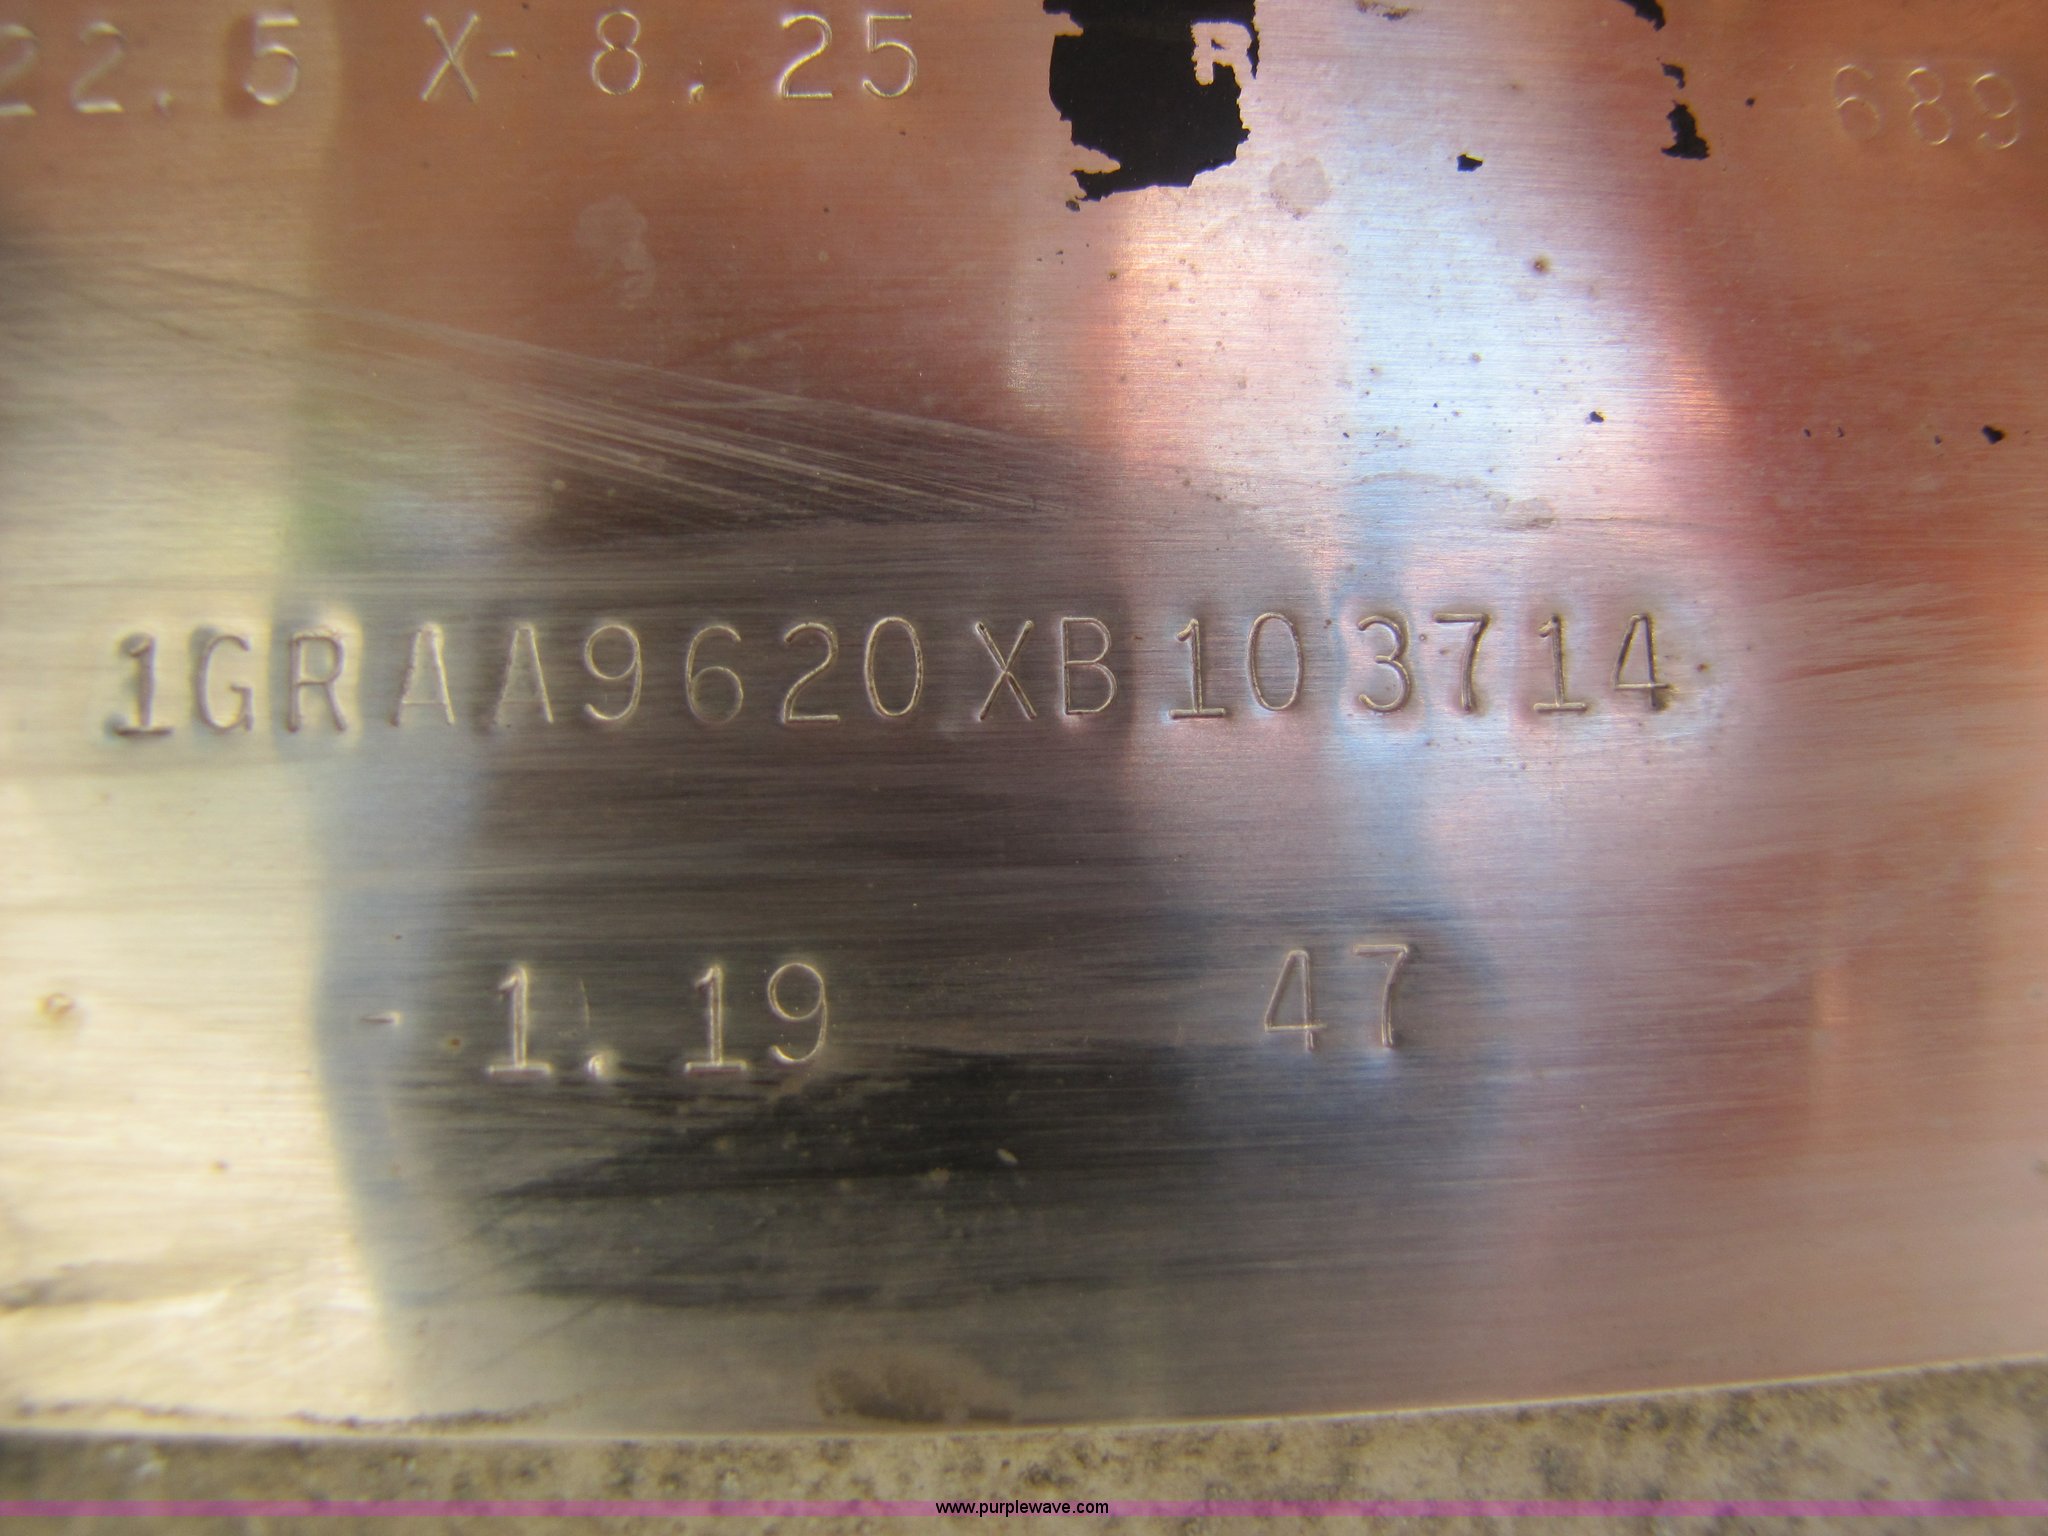 22.5 X- 8.25 R 689
1GRAA9620XB103714
- 1.19 47
www.purplewave.com